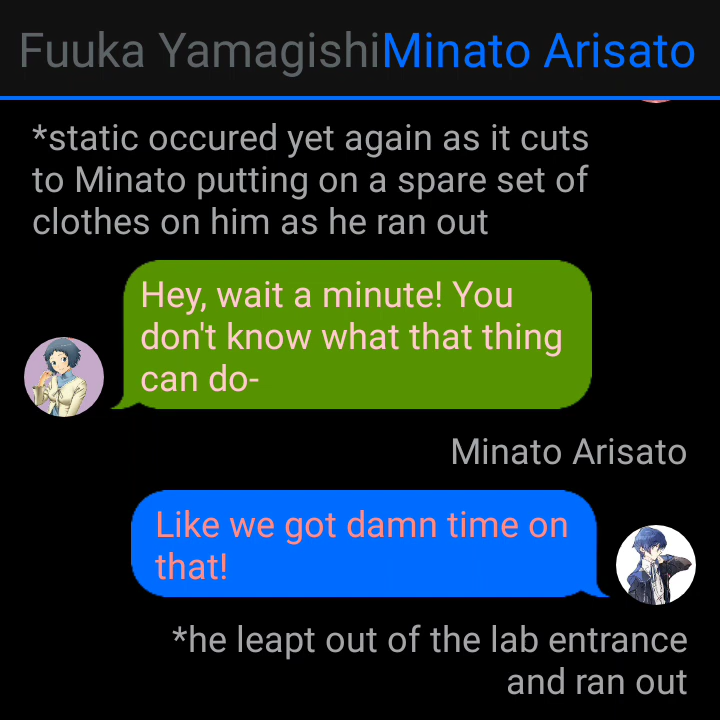 Fuuka YamagishiMinato Arisato
*static occured yet again as it cuts
to Minato putting on a spare set of
clothes on him as he ran out
Hey, wait a minute! You
don't know what that thing
can do-
Minato Arisato
Like we got damn time on
that!
*he leapt out of the lab entrance
and ran out